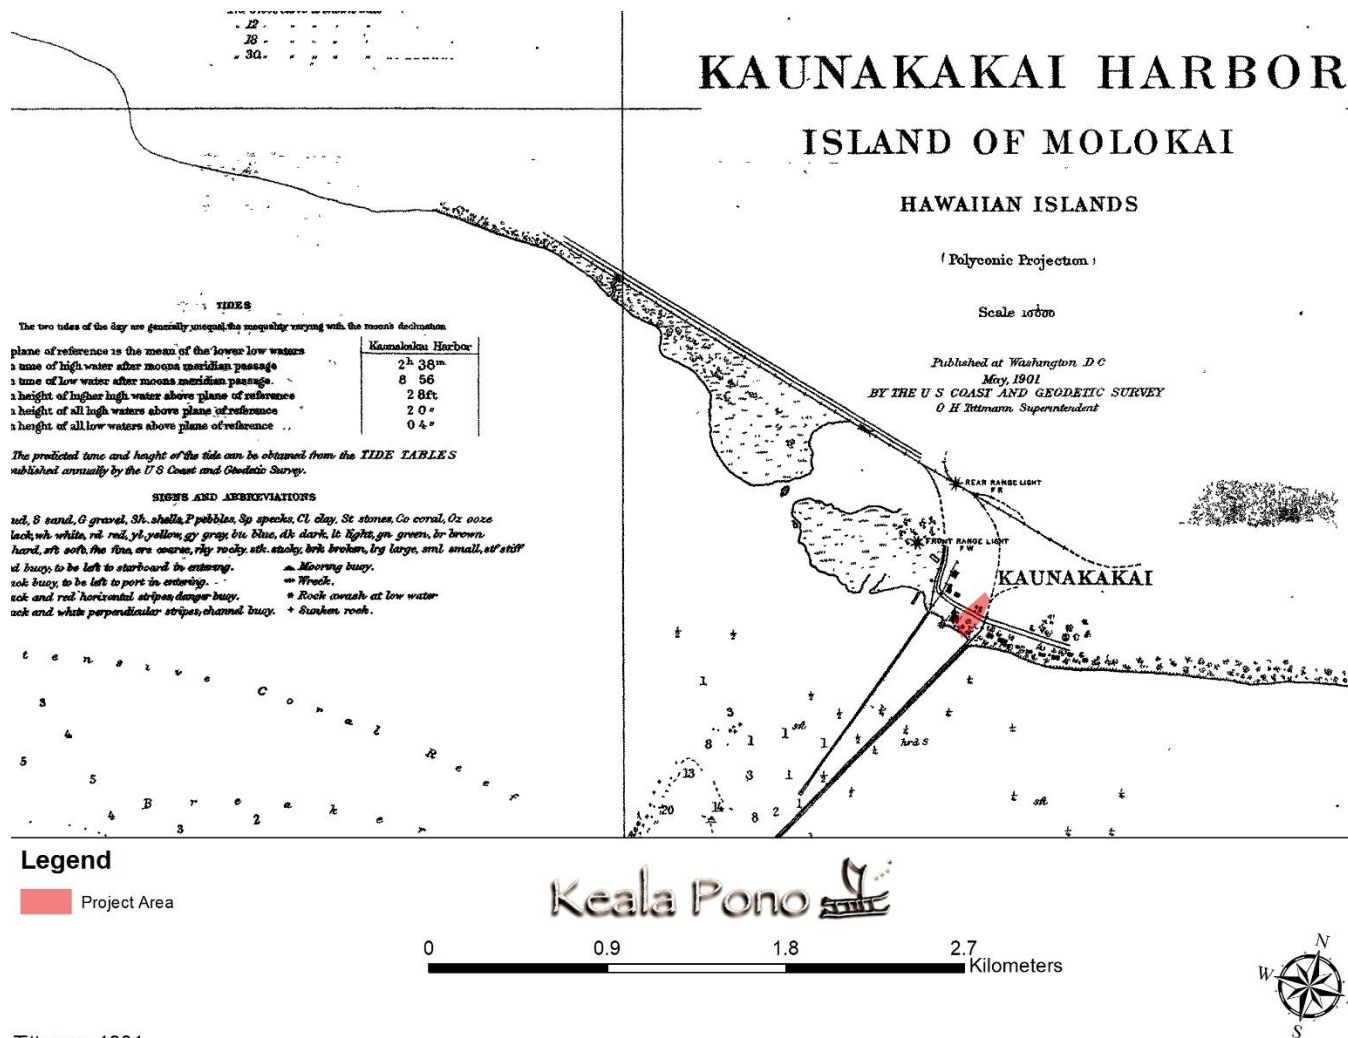 „ 12 „ „ „ „ „
„ 18 „ „ „ „ „
„ 30 „ „ „ „ „
KAUNAKAKAI HARBOR
ISLAND OF MOLOKAI
HAWAIIAN ISLANDS
(Polyconic Projection)
Scale
Published at Washington D C
May, 1901
BY THE U S COAST AND GEODETIC SURVEY
O H Tittmann Superintendent
TIDES
The two tides of the day are generally unequal, the inequality varying with the moon's declination
Kaunakakai Harbor
plane of reference is the mean of the lower low waters
time of high water after moons meridian passage 2h 38m
time of low water after moons meridian passage. 8 56
height of higher high water above plane of reference 2 8ft
height of all high waters above plane of reference 2 0"
height of all low waters above plane of reference 0 4"
The predicted time and height of the tide can be obtained from the TIDE TABLES
published annually by the U S Coast and Geodetic Survey.
SIGNS AND ABBREVIATIONS
S sand, G gravel, Sh. shells, P pebbles, Sp specks, Cl clay, St stones, Co coral, Oz ooze
wh white, rd red, yl yellow, gy gray, bu blue, dk dark, lt light, gn green, br brown
hard, sft soft, fne fine, crs coarse, rky rocky, stk. sticky, brk broken, lrg large, sml small, stf stiff
buoy, to be left to starboard in entering. Mooring buoy.
buoy, to be left to port in entering. Wreck.
and red horizontal stripes, danger buoy. * Rock awash at low water
and white perpendicular stripes, channel buoy. + Sunken rock.
REAR RANGE LIGHT
F R
FRONT RANGE LIGHT
F W
KAUNAKAKAI
tensive Coral Reef
Breaker
3
4
5
5
4
3
2
½
½
1
3
8
1
1
1
sft
hrd S
13
3
1
½
20
14
8
2
1
sft
Legend
Project Area
Keala Pono
0 0.9 1.8 2.7
Kilometers
N
W
S